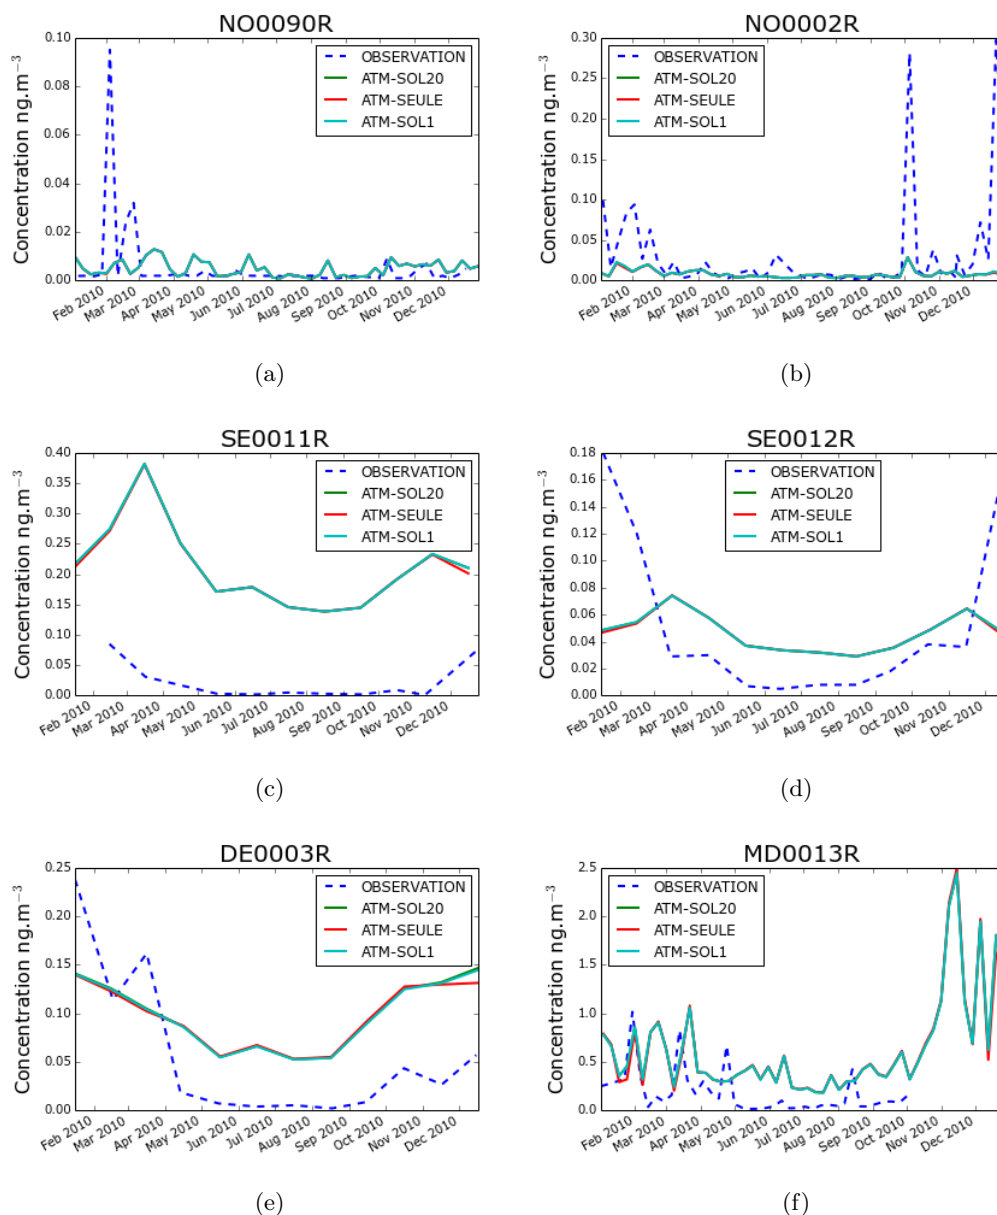 NO0090R
Concentration ng.m⁻³
0.10
0.08
0.06
0.04
0.02
0.00
OBSERVATION
ATM-SOL20
ATM-SEULE
ATM-SOL1
Feb 2010 Mar 2010 Apr 2010 May 2010 Jun 2010 Jul 2010 Aug 2010 Sep 2010 Oct 2010 Nov 2010 Dec 2010
(a)
NO0002R
Concentration ng.m⁻³
0.30
0.25
0.20
0.15
0.10
0.05
0.00
OBSERVATION
ATM-SOL20
ATM-SEULE
ATM-SOL1
Feb 2010 Mar 2010 Apr 2010 May 2010 Jun 2010 Jul 2010 Aug 2010 Sep 2010 Oct 2010 Nov 2010 Dec 2010
(b)
SE0011R
Concentration ng.m⁻³
0.40
0.35
0.30
0.25
0.20
0.15
0.10
0.05
0.00
OBSERVATION
ATM-SOL20
ATM-SEULE
ATM-SOL1
Feb 2010 Mar 2010 Apr 2010 May 2010 Jun 2010 Jul 2010 Aug 2010 Sep 2010 Oct 2010 Nov 2010 Dec 2010
(c)
SE0012R
Concentration ng.m⁻³
0.18
0.16
0.14
0.12
0.10
0.08
0.06
0.04
0.02
0.00
OBSERVATION
ATM-SOL20
ATM-SEULE
ATM-SOL1
Feb 2010 Mar 2010 Apr 2010 May 2010 Jun 2010 Jul 2010 Aug 2010 Sep 2010 Oct 2010 Nov 2010 Dec 2010
(d)
DE0003R
Concentration ng.m⁻³
0.25
0.20
0.15
0.10
0.05
0.00
OBSERVATION
ATM-SOL20
ATM-SEULE
ATM-SOL1
Feb 2010 Mar 2010 Apr 2010 May 2010 Jun 2010 Jul 2010 Aug 2010 Sep 2010 Oct 2010 Nov 2010 Dec 2010
(e)
MD0013R
Concentration ng.m⁻³
2.5
2.0
1.5
1.0
0.5
0.0
OBSERVATION
ATM-SOL20
ATM-SEULE
ATM-SOL1
Feb 2010 Mar 2010 Apr 2010 May 2010 Jun 2010 Jul 2010 Aug 2010 Sep 2010 Oct 2010 Nov 2010 Dec 2010
(f)